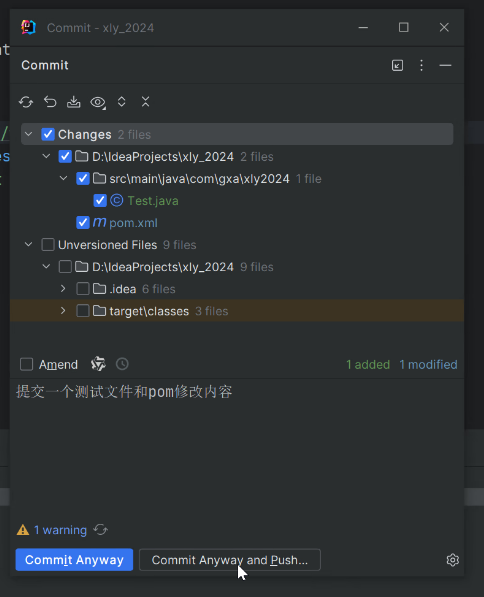 Commit - xly_2024
Commit
Changes 2 files
D:\IdeaProjects\xly_2024 2 files
src\main\java\com\gxa\xly2024 1 file
Test.java
pom.xml
Unversioned Files 9 files
D:\IdeaProjects\xly_2024 9 files
.idea 6 files
target\classes 3 files
Amend
1 added 1 modified
提交一个测试文件和pom修改内容
1 warning
Commit Anyway
Commit Anyway and Push...